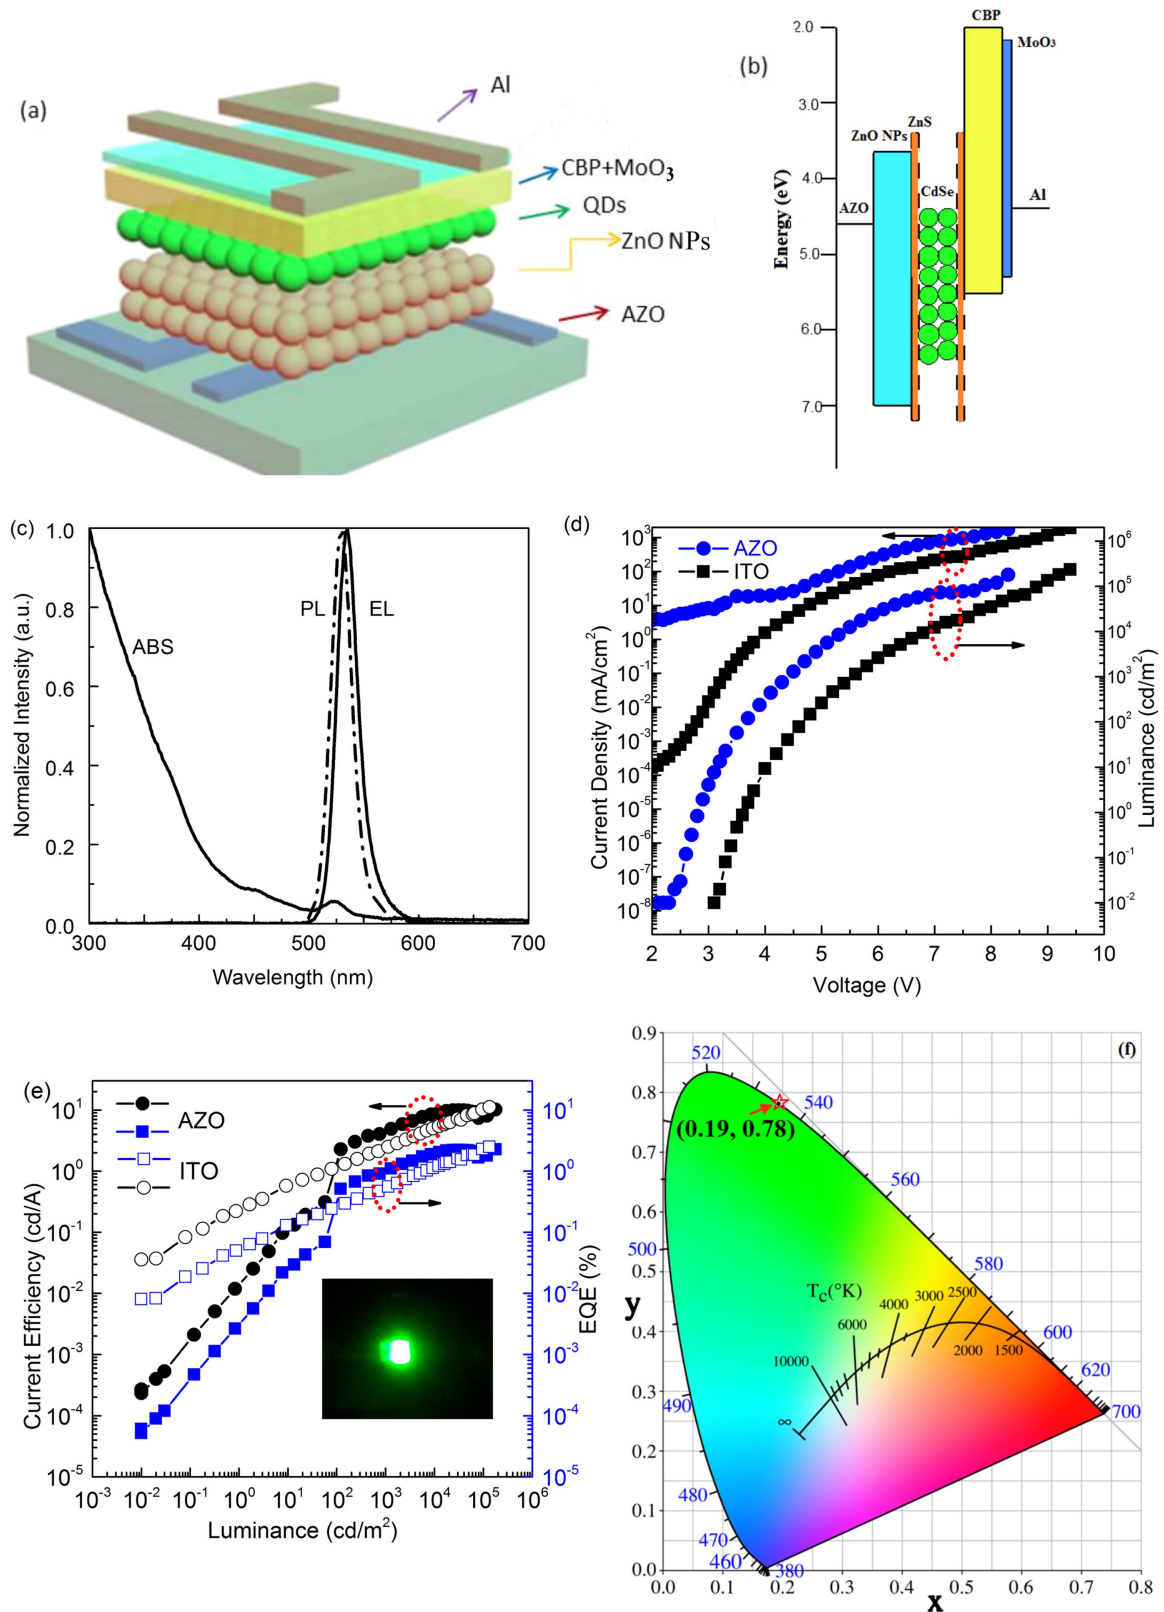 (a)
Al
CBP+MoO3
QDs
ZnO NPs
AZO
(b)
CBP
MoO3
2.0
3.0
ZnS
ZnO NPs
4.0
CdSe
Al
AZO
Energy (eV)
5.0
6.0
7.0
(c)
1.0
PL
EL
0.8
ABS
0.6
0.4
0.2
0.0
Normalized Intensity (a.u.)
300 400 500 600 700
Wavelength (nm)
(d)
AZO
ITO
10^3
10^2
10^1
10^0
10^-1
10^-2
10^-3
10^-4
10^-5
10^-6
10^-7
10^-8
Current Density (mA/cm^2)
10^6
10^5
10^4
10^3
10^2
10^1
10^0
10^-1
10^-2
Luminance (cd/m^2)
2 3 4 5 6 7 8 9 10
Voltage (V)
(e)
AZO
ITO
10^1
10^0
10^-1
10^-2
10^-3
10^-4
10^-5
Current Efficiency (cd/A)
10^1
10^0
10^-1
10^-2
10^-3
10^-4
10^-5
EQE (%)
10^-3 10^-2 10^-1 10^0 10^1 10^2 10^3 10^4 10^5 10^6
Luminance (cd/m^2)
(f)
0.9
520
0.8
540
(0.19, 0.78)
0.7
560
500
0.5
580
Tc(°K)
y
0.4
10000
6000
4000
3000
2500
2000
1500
∞
600
620
700
0.3
490
0.2
480
0.1
470
460
380
0.0
0.0 0.1 0.2 0.3 0.4 0.5 0.6 0.7 0.8
x